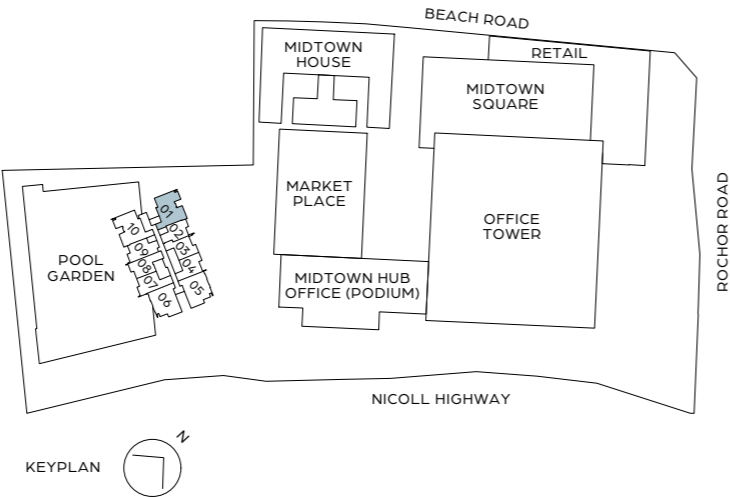 BEACH ROAD
RETAIL
MIDTOWN
HOUSE
MIDTOWN
SQUARE
MARKET
PLACE
OFFICE
TOWER
ROCHOR ROAD
01
02
03
04
05
10
09
08
07
06
POOL
GARDEN
MIDTOWN HUB
OFFICE (PODIUM)
NICOLL HIGHWAY
N
KEYPLAN